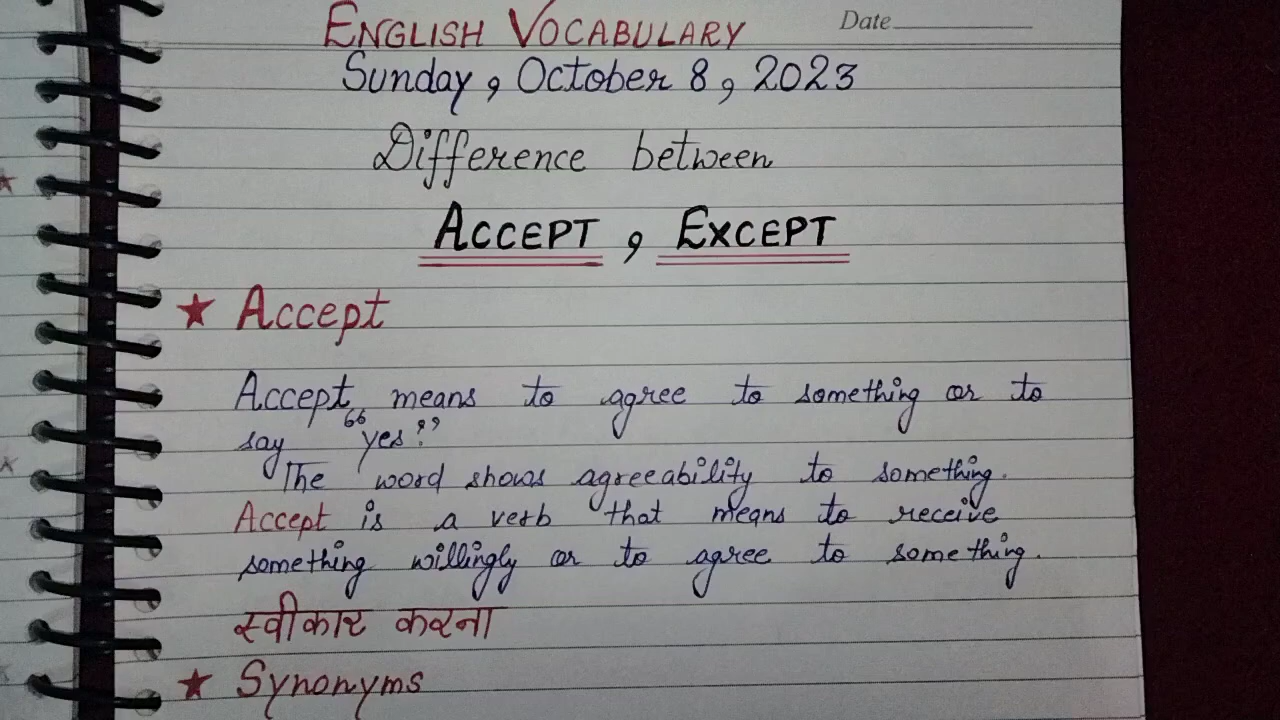 ENGLISH VOCABULARY
Date
Sunday, October 8, 2023
Difference between
ACCEPT, EXCEPT
★ Accept
Accept means to agree to something or to
say "yes."
The word shows agreeability to something.
Accept is a verb that means to receive
something willingly or to agree to something.
स्वीकार करना
★ Synonyms